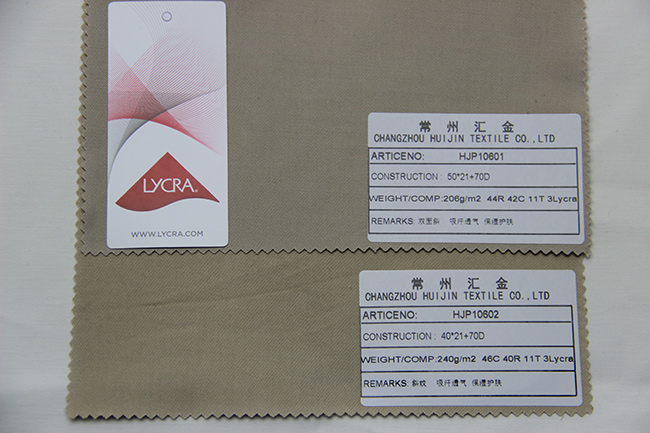 LYCRA®
WWW.LYCRA.COM
常州汇金
CHANGZHOU HUIJIN TEXTILE CO.,LTD
ARTICENO: HJP10601
CONSTRUCTION: 50*21+70D
WEIGHT/COMP:206g/m2 44R 42C 11T 3Lycra
REMARKS: 双面斜 吸纤透气 保湿护肤
常州汇金
CHANGZHOU HUIJIN TEXTILE CO.,LTD
ARTICENO: HJP10602
CONSTRUCTION: 40*21+70D
WEIGHT/COMP:240g/m2 46C 40R 11T 3Lycra
REMARKS: 斜纹 吸纤透气 保湿护肤